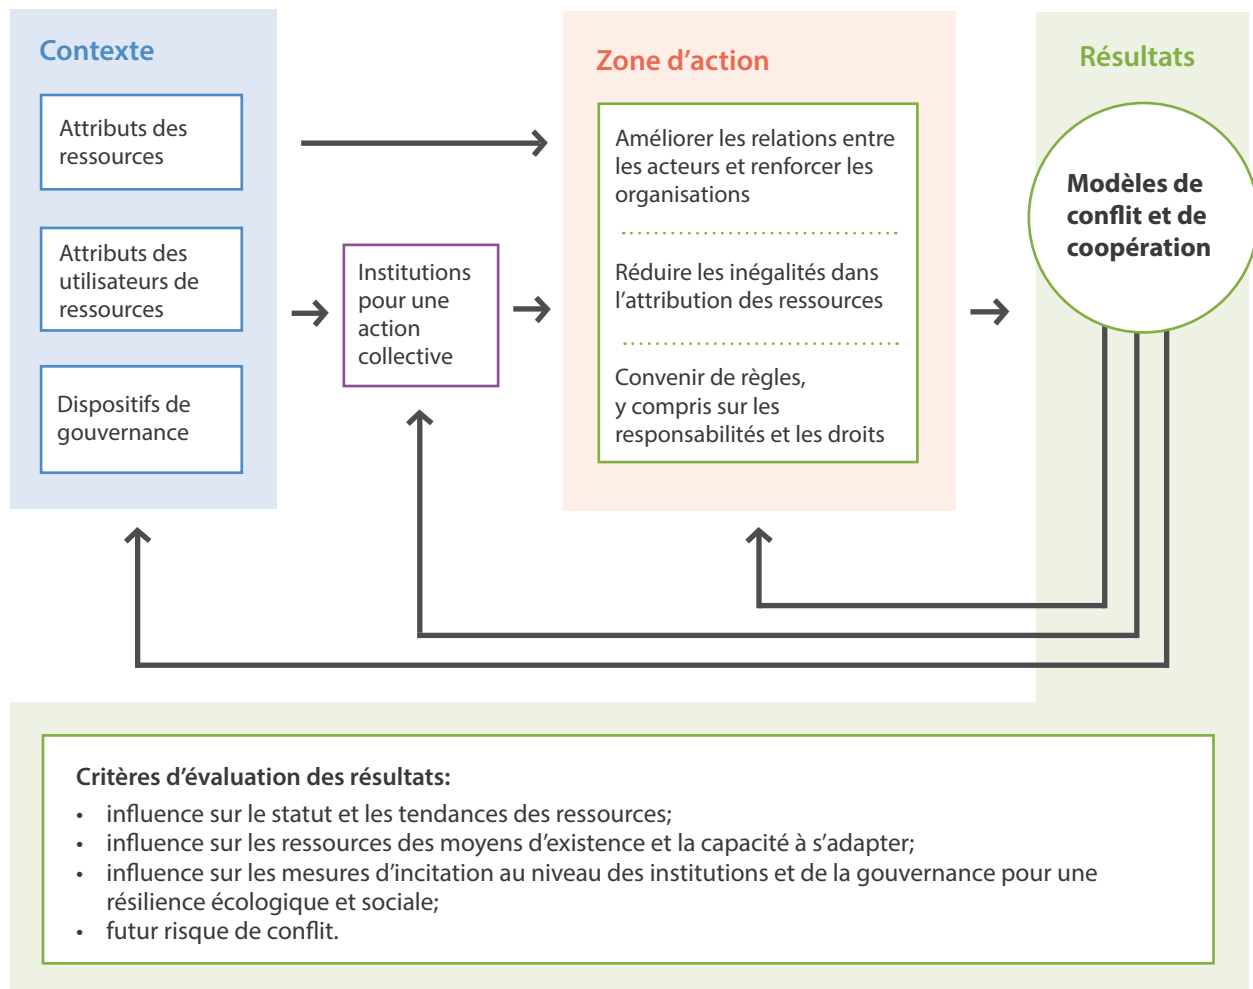 Contexte
Attributs des
ressources
Attributs des
utilisateurs de
ressources
Dispositifs de
gouvernance
Institutions
pour une
action
collective
Zone d’action
Améliorer les relations entre
les acteurs et renforcer les
organisations
Réduire les inégalités dans
l’attribution des ressources
Convenir de règles,
y compris sur les
responsabilités et les droits
Résultats
Modèles de
conflit et de
coopération
Critères d’évaluation des résultats:
• influence sur le statut et les tendances des ressources;
• influence sur les ressources des moyens d’existence et la capacité à s’adapter;
• influence sur les mesures d’incitation au niveau des institutions et de la gouvernance pour une
résilience écologique et sociale;
• futur risque de conflit.